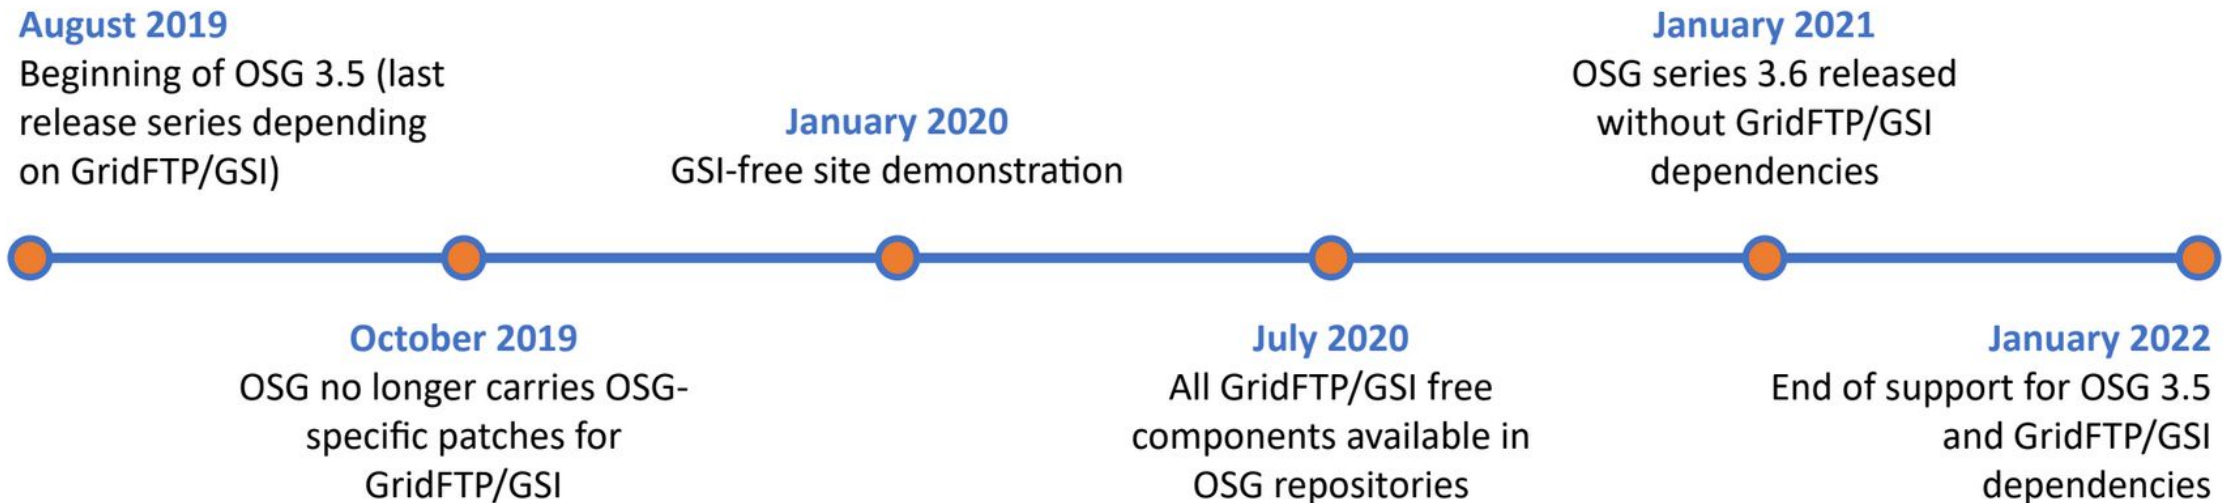 August 2019
Beginning of OSG 3.5 (last
release series depending
on GridFTP/GSI)
October 2019
OSG no longer carries OSG-
specific patches for
GridFTP/GSI
January 2020
GSI-free site demonstration
July 2020
All GridFTP/GSI free
components available in
OSG repositories
January 2021
OSG series 3.6 released
without GridFTP/GSI
dependencies
January 2022
End of support for OSG 3.5
and GridFTP/GSI
dependencies